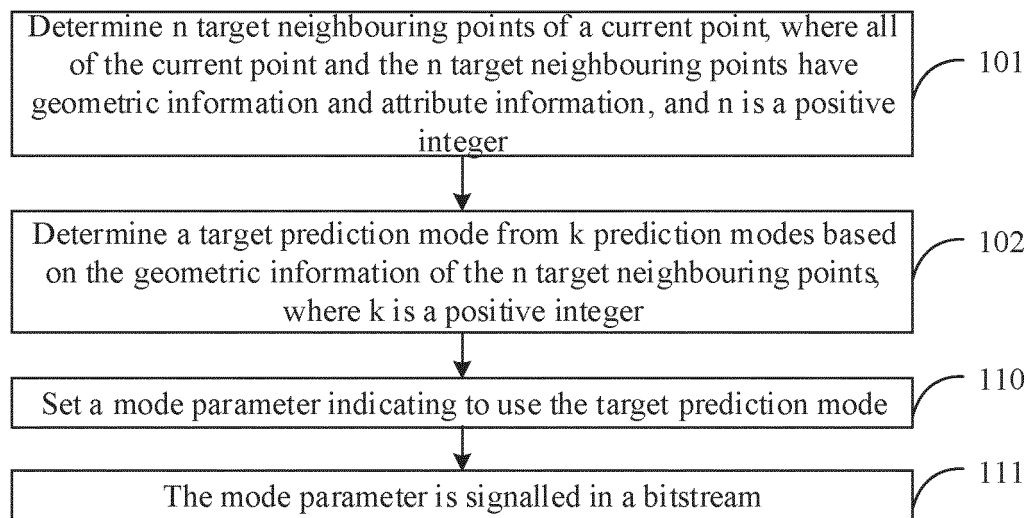 Determine n target neighbouring points of a current point, where all
of the current point and the n target neighbouring points have
geometric information and attribute information, and n is a positive
integer
101
Determine a target prediction mode from k prediction modes based
on the geometric information of the n target neighbouring points,
where k is a positive integer
102
Set a mode parameter indicating to use the target prediction mode
110
The mode parameter is signalled in a bitstream
111